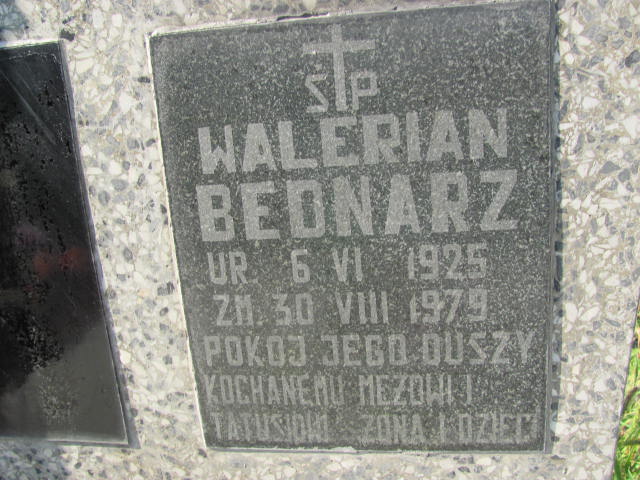 ŚP
WALERIAN
BEDNARZ
UR. 6 VI 1925
ZM. 30 VIII 1979
POKÓJ JEGO DUSZY
KOCHANEMU MĘŻOWI I
TATUSIOWI ŻONA I DZIECI